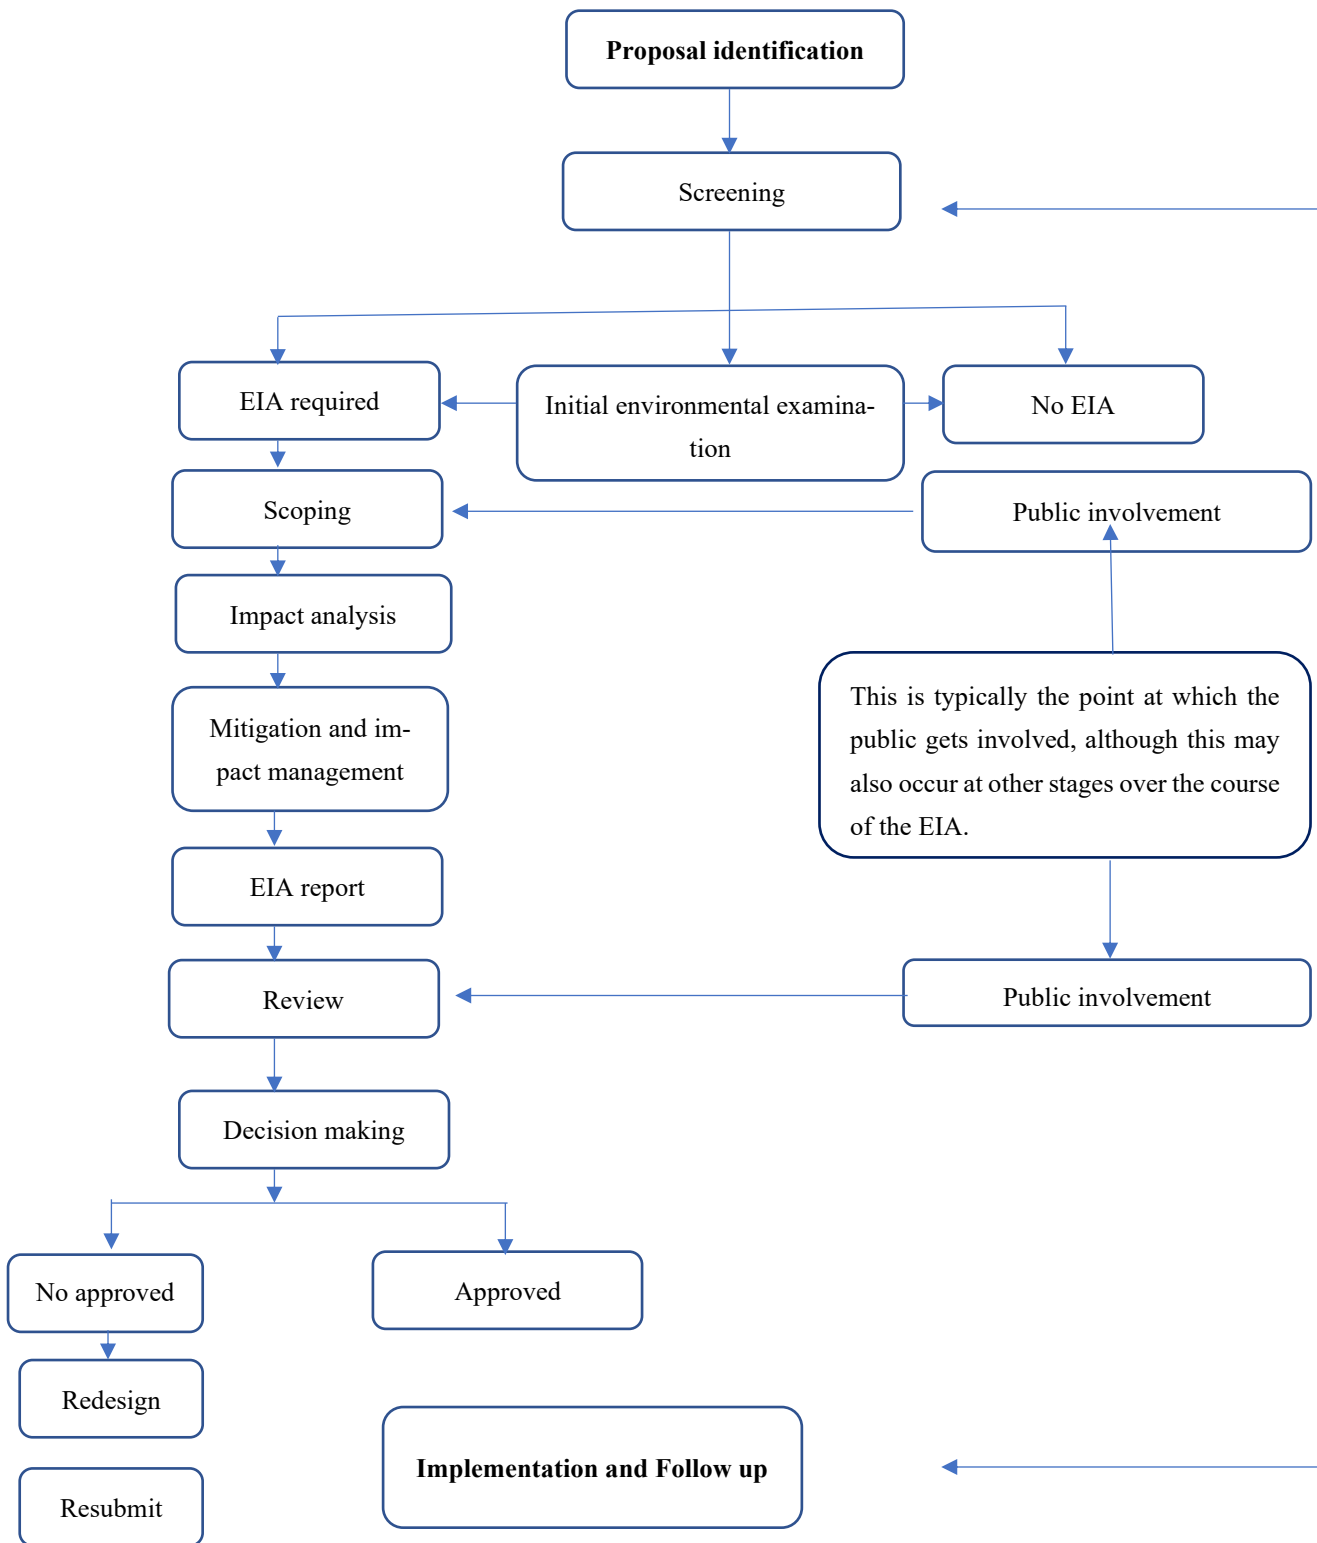 Proposal identification
Screening
EIA required
Initial environmental examina-
tion
No EIA
Scoping
Public involvement
Impact analysis
Mitigation and im-
pact management
This is typically the point at which the
public gets involved, although this may
also occur at other stages over the course
of the EIA.
EIA report
Review
Public involvement
Decision making
No approved
Approved
Redesign
Implementation and Follow up
Resubmit